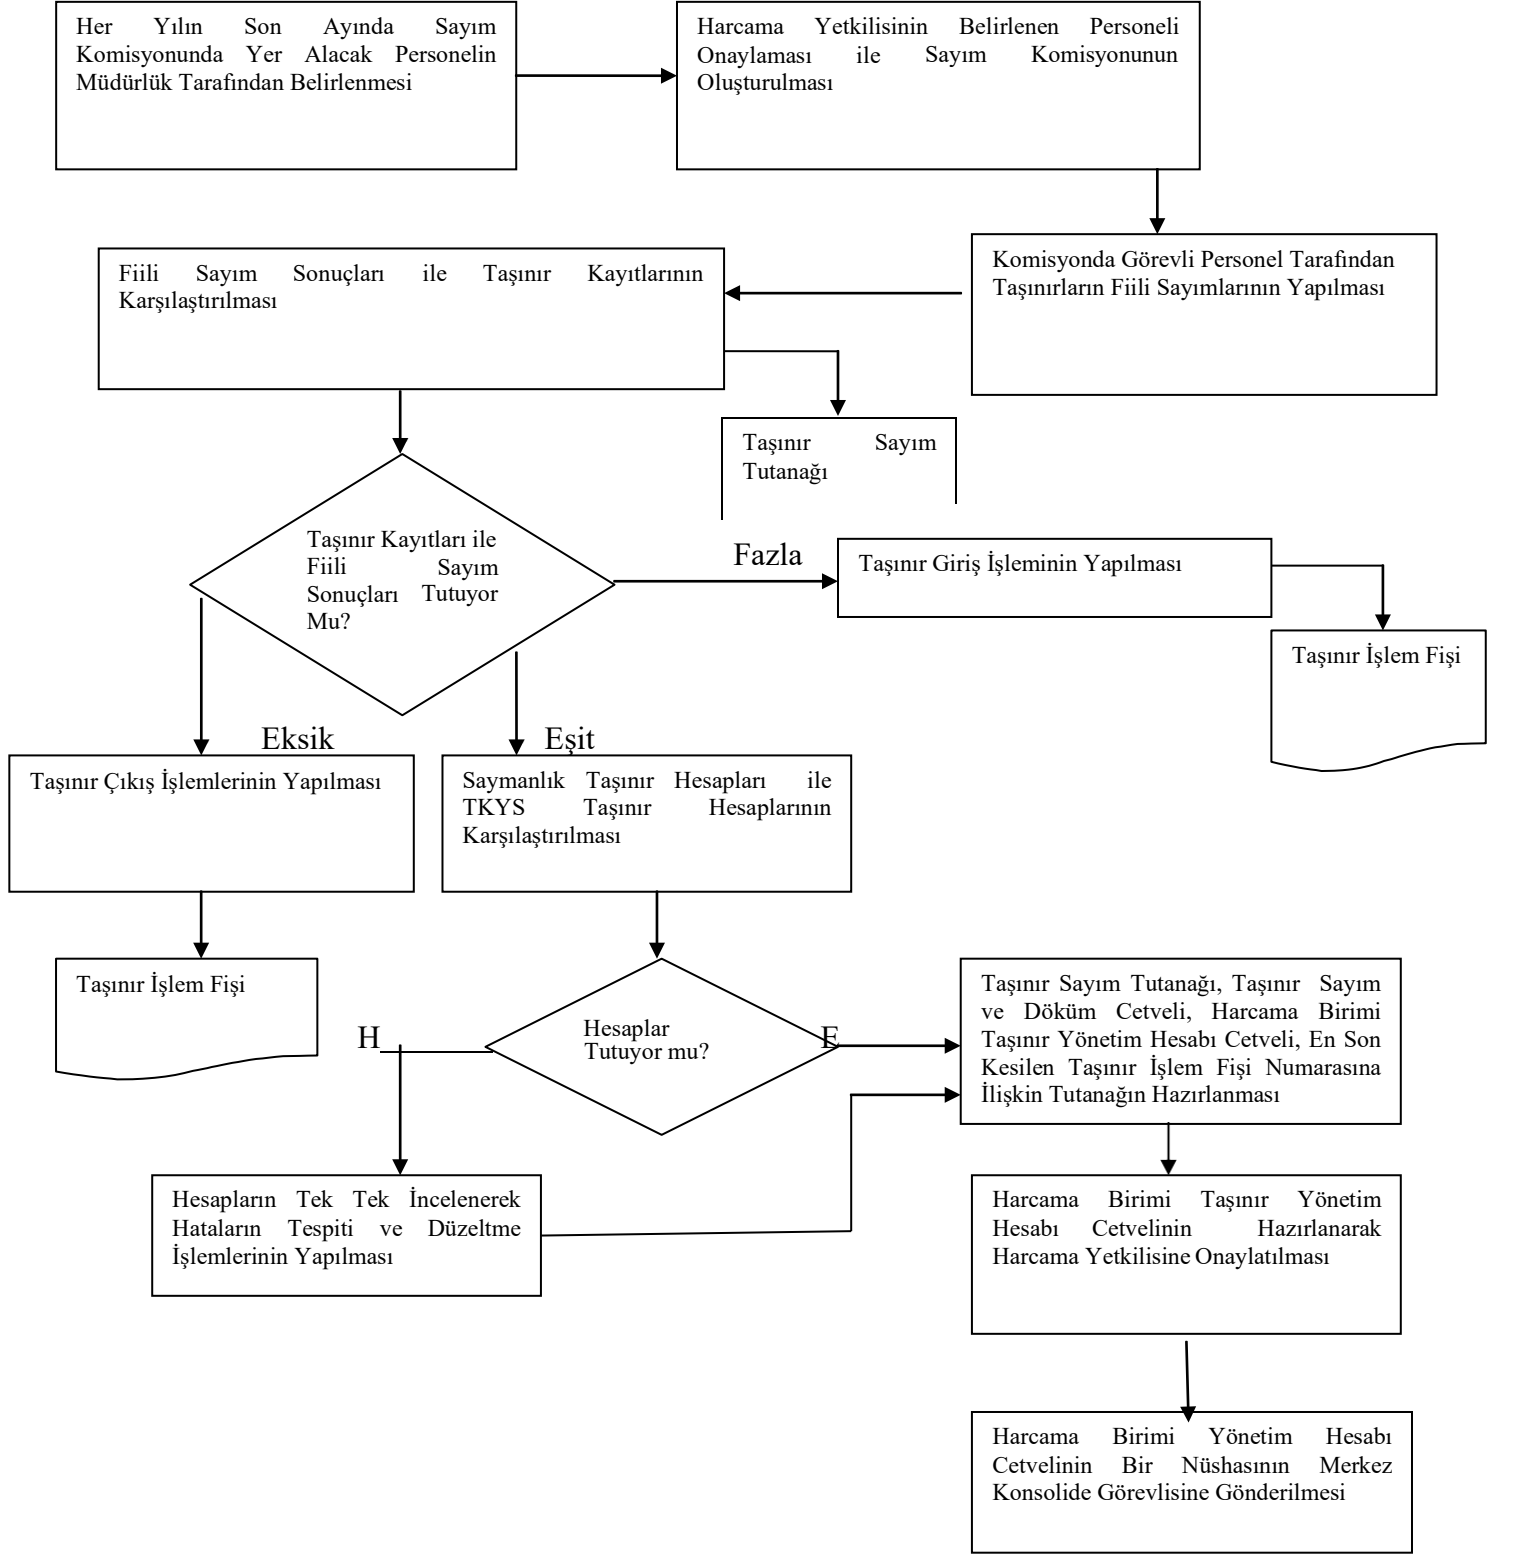 Her Yılın Son Ayında Sayım
Komisyonunda Yer Alacak Personelin
Müdürlük Tarafından Belirlenmesi
Harcama Yetkilisinin Belirlenen Personeli
Onaylaması ile Sayım Komisyonunun
Oluşturulması
Komisyonda Görevli Personel Tarafından
Taşınırların Fiili Sayımlarının Yapılması
Fiili Sayım Sonuçları ile Taşınır Kayıtlarının
Karşılaştırılması
Taşınır Sayım
Tutanağı
Taşınır Kayıtları ile
Fiili Sayım
Sonuçları Tutuyor
Mu?
Fazla
Taşınır Giriş İşleminin Yapılması
Taşınır İşlem Fişi
Eksik
Eşit
Taşınır Çıkış İşlemlerinin Yapılması
Saymanlık Taşınır Hesapları ile
TKYS Taşınır Hesaplarının
Karşılaştırılması
Taşınır İşlem Fişi
H
Hesaplar
Tutuyor mu?
E
Taşınır Sayım Tutanağı, Taşınır Sayım
ve Döküm Cetveli, Harcama Birimi
Taşınır Yönetim Hesabı Cetveli, En Son
Kesilen Taşınır İşlem Fişi Numarasına
İlişkin Tutanağın Hazırlanması
Hesapların Tek Tek İncelenerek
Hataların Tespiti ve Düzeltme
İşlemlerinin Yapılması
Harcama Birimi Taşınır Yönetim
Hesabı Cetvelinin Hazırlanarak
Harcama Yetkilisine Onaylatılması
Harcama Birimi Yönetim Hesabı
Cetvelinin Bir Nüshasının Merkez
Konsolide Görevlisine Gönderilmesi